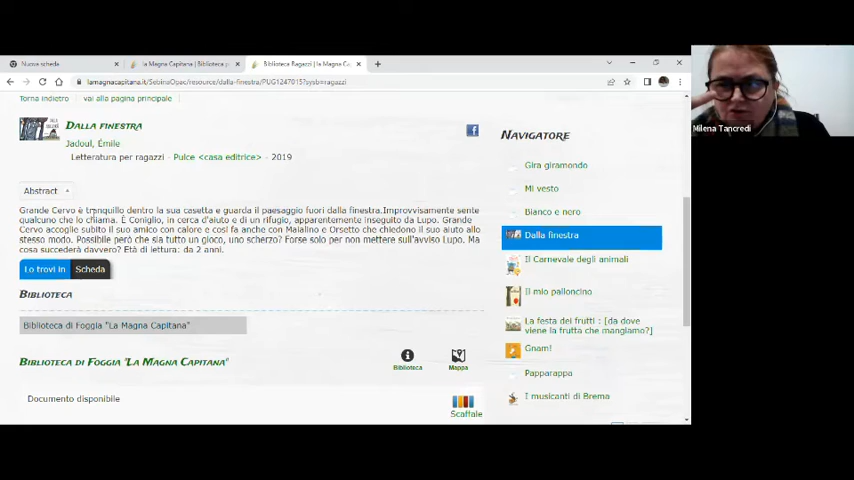 Nuova schede
la Magna Capitana | Biblioteca p
Biblioteca Ragazzi | la Magna Ca
lamagnacapitana.it/SebinaOpac/resource/dalla-finestra/PUG1247015?sysb=ragazzi
Torna indietro
vai alla pagina principale
Dalla finestra
Jadoul, Émile
Letteratura per ragazzi - Pulce <casa editrice> - 2019
Abstract
Grande Cervo è tranquillo dentro la sua casetta e guarda il paesaggio fuori dalla finestra.Improvvisamente sente
qualcuno che lo chiama. È Coniglio, in cerca d'aiuto e di un rifugio, apparentemente inseguito da Lupo. Grande
Cervo accoglie subito il suo amico con calore e così fa anche con Maialino e Orsetto che chiedono il suo aiuto allo
stesso modo. Possibile però che sia tutto un gioco, uno scherzo? Forse solo per non mettere sull'avviso Lupo. Ma
cosa succederà davvero? Età di lettura: da 2 anni.
Lo trovi in
Scheda
Biblioteca
Biblioteca di Foggia "La Magna Capitana"
Biblioteca di Foggia "La Magna Capitana"
Biblioteca
Mappa
Documento disponibile
Scaffale
Navigatore
Gira giramondo
Mi vesto
Bianco e nero
Dalla finestra
Il Carnevale degli animali
Il mio palloncino
La festa dei frutti : [da dove
viene la frutta che mangiamo?]
Gnam!
Papparappa
I musicanti di Brema
Milena Tancredi